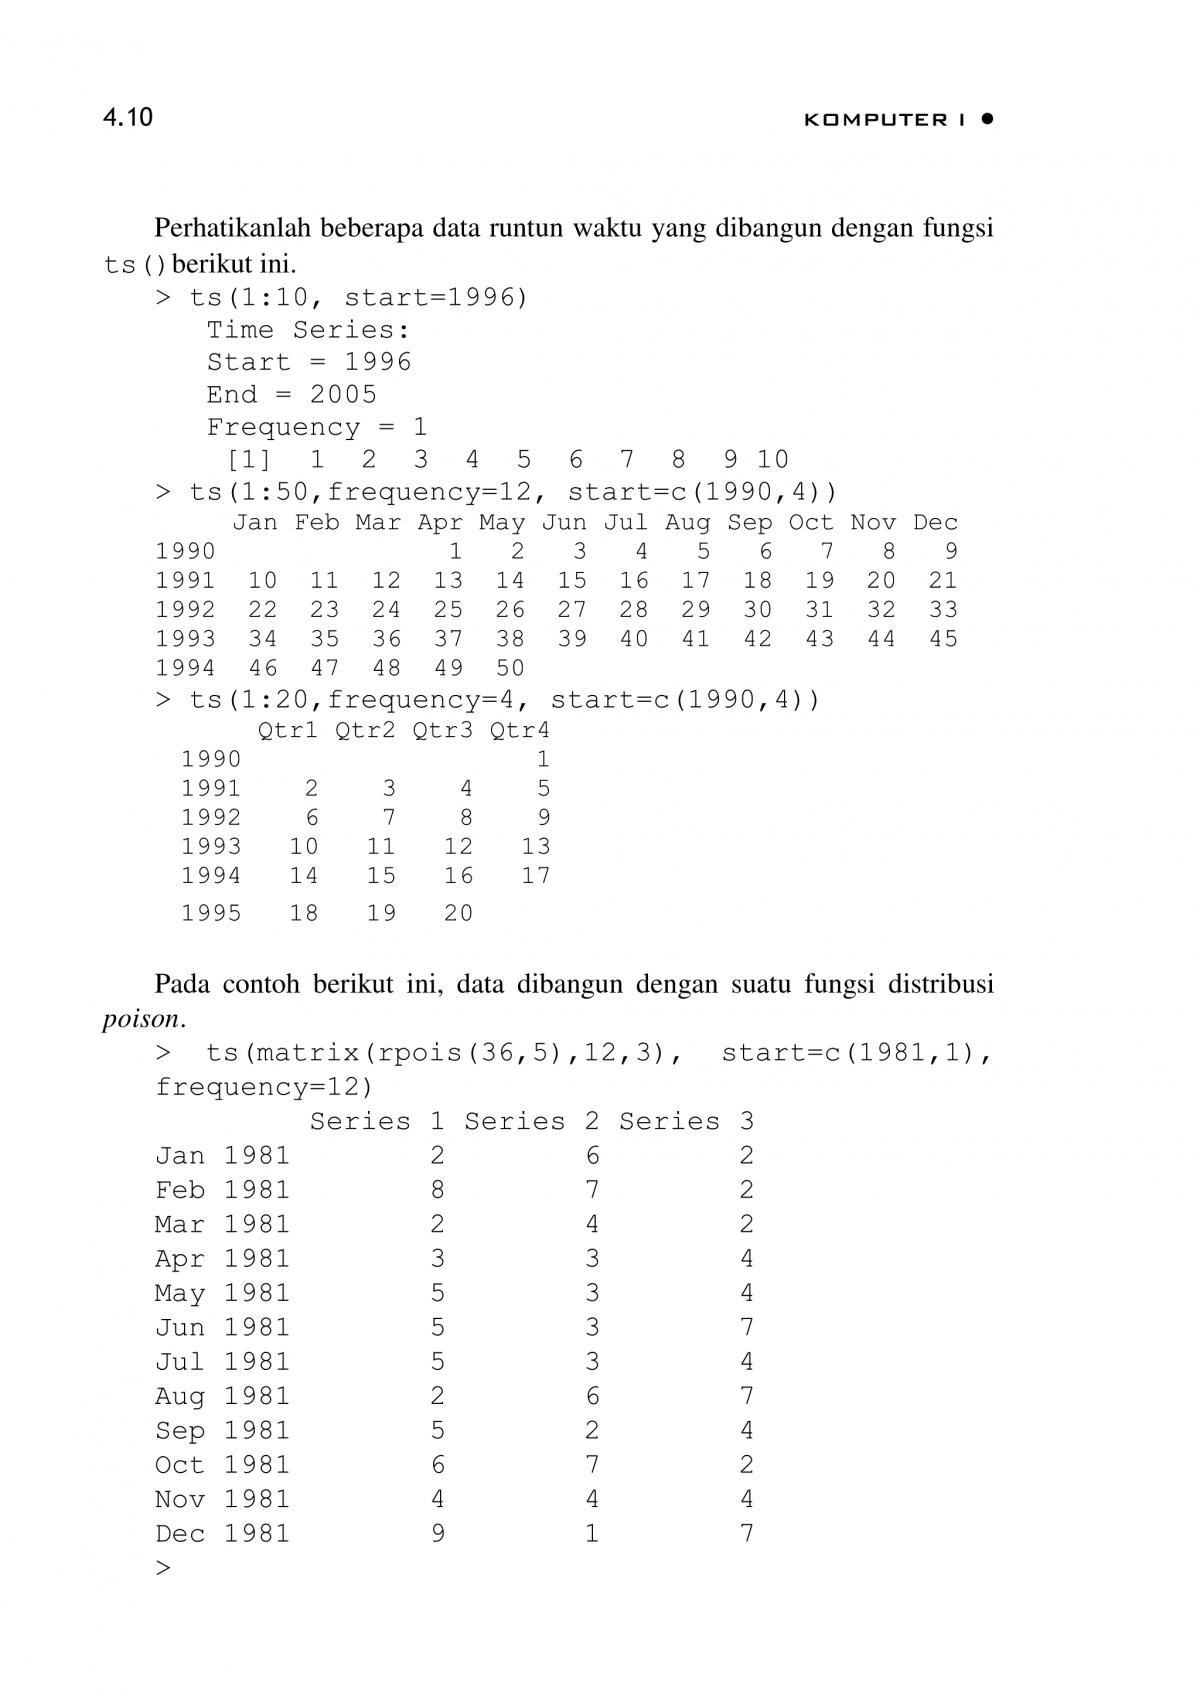 4.10 KOMPUTER I ●
Perhatikanlah beberapa data runtun waktu yang dibangun dengan fungsi
ts() berikut ini.
> ts(1:10, start=1996)
Time Series:
Start = 1996
End = 2005
Frequency = 1
[1] 1 2 3 4 5 6 7 8 9 10
> ts(1:50,frequency=12, start=c(1990,4))
Jan Feb Mar Apr May Jun Jul Aug Sep Oct Nov Dec
1990 1 2 3 4 5 6 7 8 9
1991 10 11 12 13 14 15 16 17 18 19 20 21
1992 22 23 24 25 26 27 28 29 30 31 32 33
1993 34 35 36 37 38 39 40 41 42 43 44 45
1994 46 47 48 49 50
> ts(1:20,frequency=4, start=c(1990,4))
Qtr1 Qtr2 Qtr3 Qtr4
1990 1
1991 2 3 4 5
1992 6 7 8 9
1993 10 11 12 13
1994 14 15 16 17
1995 18 19 20
Pada contoh berikut ini, data dibangun dengan suatu fungsi distribusi
poison.
> ts(matrix(rpois(36,5),12,3), start=c(1981,1),
frequency=12)
Series 1 Series 2 Series 3
Jan 1981 2 6 2
Feb 1981 8 7 2
Mar 1981 2 4 2
Apr 1981 3 3 4
May 1981 5 3 4
Jun 1981 5 3 7
Jul 1981 5 3 4
Aug 1981 2 6 7
Sep 1981 5 2 4
Oct 1981 6 7 2
Nov 1981 4 4 4
Dec 1981 9 1 7
>